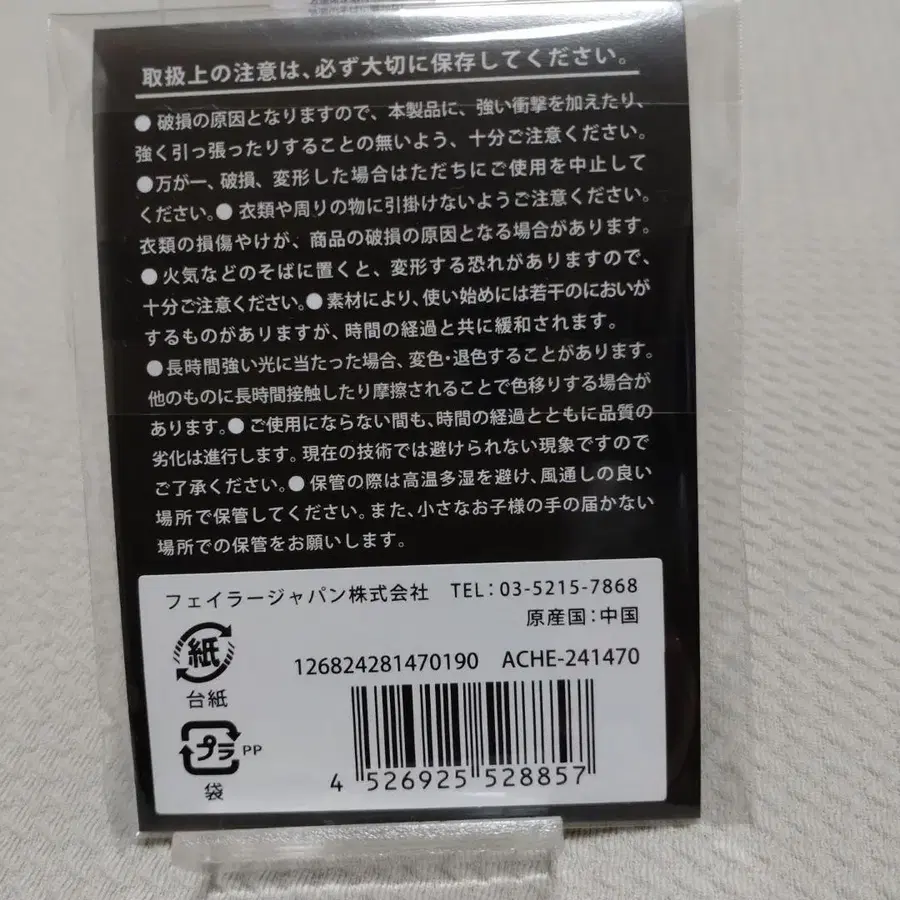 取扱上の注意は、必ず大切に保存してください。
● 破損の原因となりますので、本製品に、強い衝撃を加えたり、
強く引っ張ったりすることの無いよう、十分ご注意ください。
●万が一、破損、変形した場合はただちにご使用を中止して
ください。● 衣類や周りの物に引掛けないようご注意ください。
衣類の損傷やけが、商品の破損の原因となる場合があります。
● 火気などのそばに置くと、変形する恐れがありますので、
十分ご注意ください。● 素材により、使い始めには若干のにおいが
するものがありますが、時間の経過と共に緩和されます。
●長時間強い光に当たった場合、変色・退色することがあります。
他のものに長時間接触したり摩擦されることで色移りする場合が
あります。● ご使用にならない間も、時間の経過とともに品質の
劣化は進行します。現在の技術では避けられない現象ですので
ご了承ください。● 保管の際は高温多湿を避け、風通しの良い
場所で保管してください。また、小さなお子様の手の届かない
場所での保管をお願いします。
フェイラージャパン株式会社 TEL：03-5215-7868
原産国：中国
紙
台紙
126824281470190 ACHE-241470
プラ PP
袋
4 526925 528857